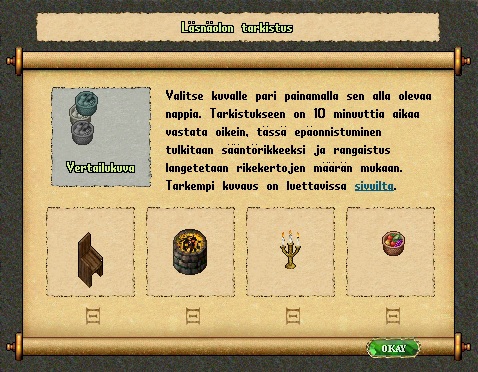 Läsnäolon tarkistus
Valitse kuvalle pari painamalla sen alla olevaa
nappia. Tarkistukseen on 10 minuuttia aikaa
vastata oikein, tässä epäonnistuminen
tulkitaan sääntörikkeeksi ja rangaistus
langetetaan rikekertojen määrän mukaan.
Tarkempi kuvaus on luettavissa sivuilta.
Vertailukuva
OKAY